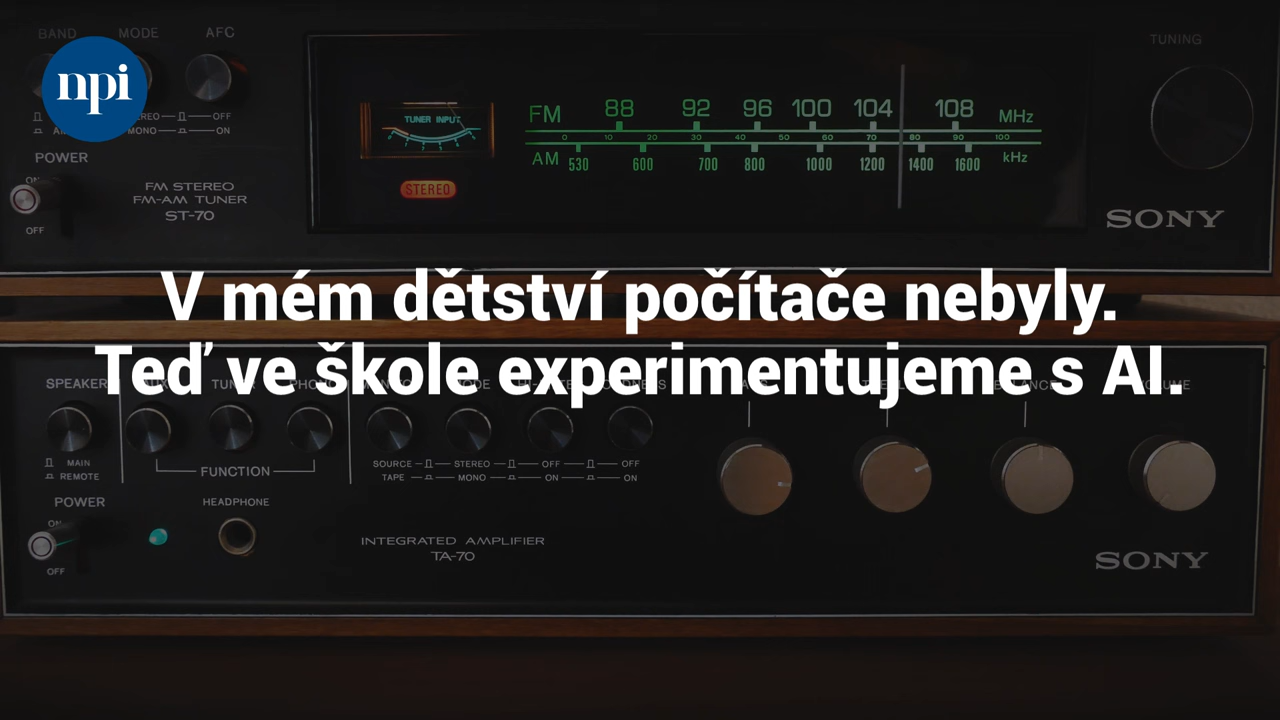 BAND MODE AFC
npi
TUNING
OFF
MONO ON
POWER
ON
OFF
FM STEREO
FM-AM TUNER
ST-70
TUNER INPUT
STEREO
FM 88 92 96 100 104 108 MHz
0 10 20 30 40 50 60 70 80 90 100
AM 530 600 700 800 1000 1200 1400 1600 kHz
SONY
V mém dětství počítače nebyly.
Teď ve škole experimentujeme s AI.
SPEAKER
MAIN
REMOTE
FUNCTION
SOURCE STEREO OFF OFF
TAPE MONO ON ON
POWER
ON
OFF
HEADPHONE
INTEGRATED AMPLIFIER
TA-70
SONY